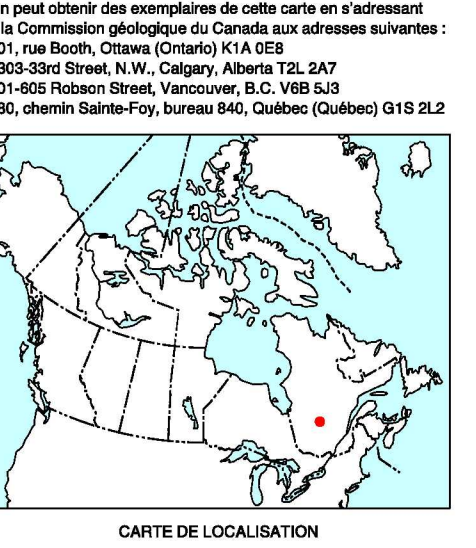 n peut obtenir des exemplaires de cette carte en s'adressant
la Commission géologique du Canada aux adresses suivantes :
01, rue Booth, Ottawa (Ontario) K1A 0E8
303-33rd Street, N.W., Calgary, Alberta T2L 2A7
01-605 Robson Street, Vancouver, B.C. V6B 5J3
30, chemin Sainte-Foy, bureau 840, Québec (Québec) G1S 2L2
CARTE DE LOCALISATION